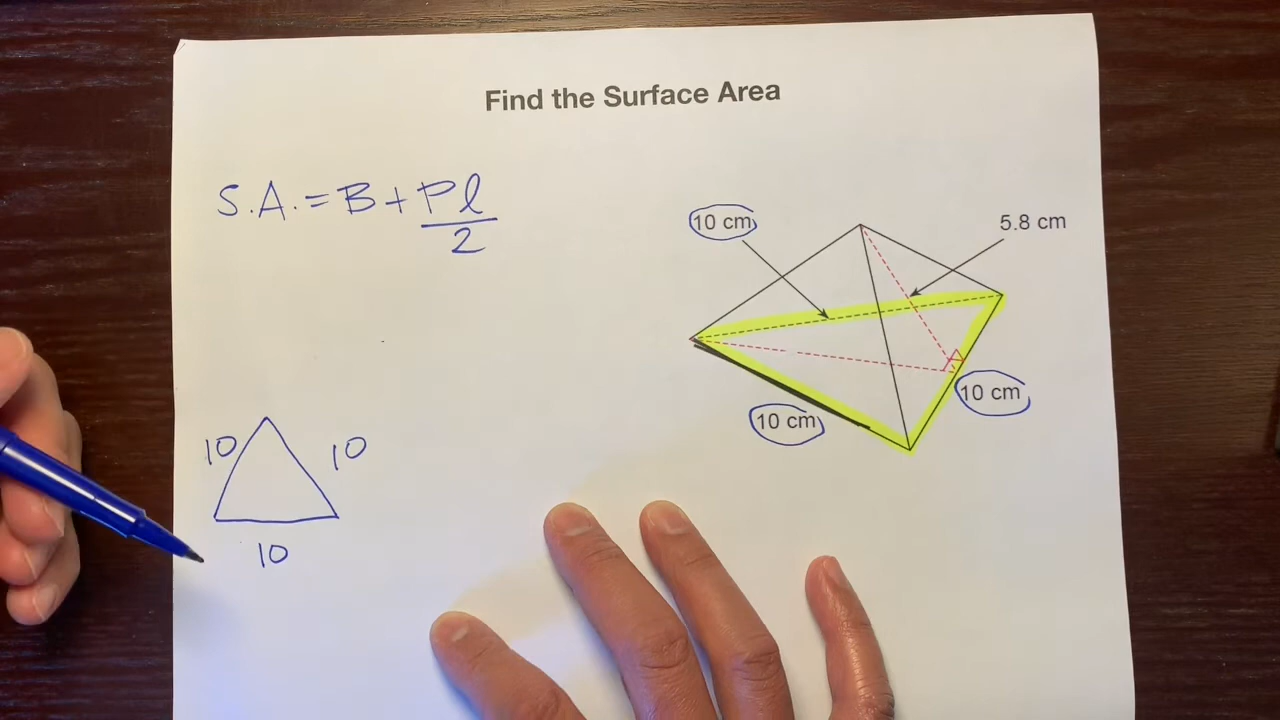 Find the Surface Area
S.A. = B + Pl
2
10 cm
5.8 cm
10 cm
10 cm
10
10
10